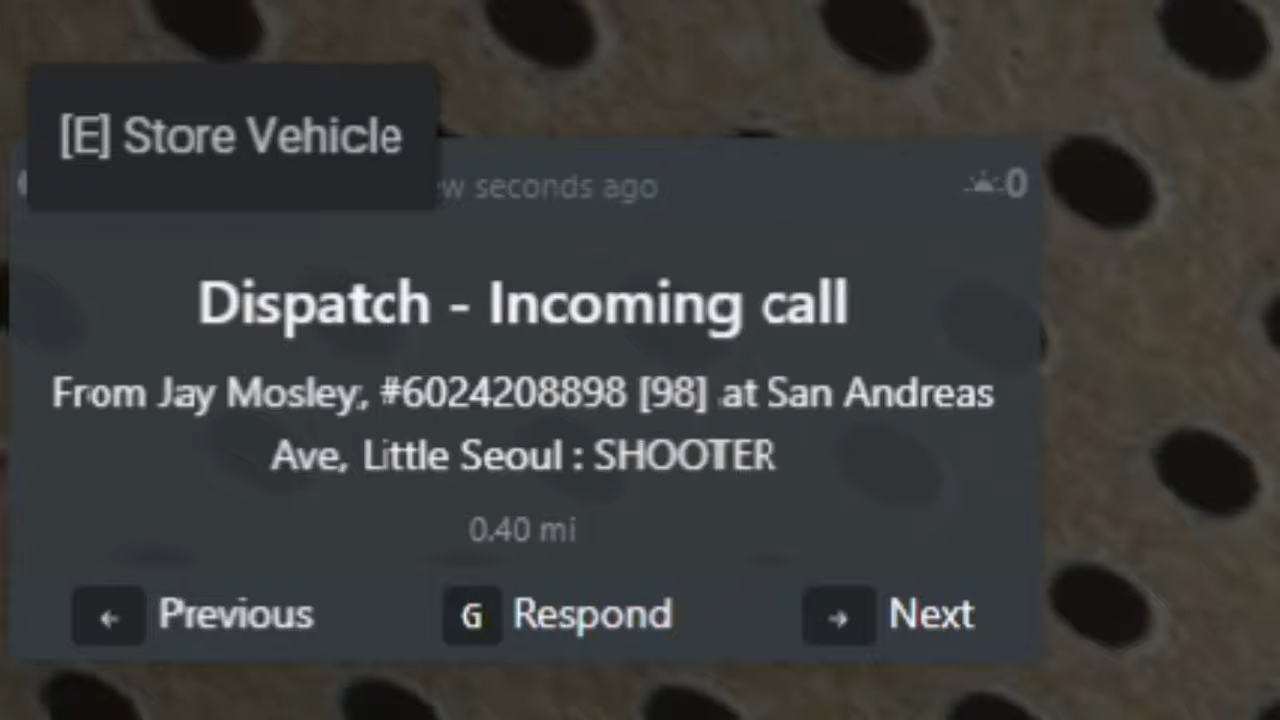 [E] Store Vehicle
seconds ago
0
Dispatch - Incoming call
From Jay Mosley, #6024208898 [98] at San Andreas
Ave, Little Seoul : SHOOTER
0.40 mi
← Previous G Respond → Next